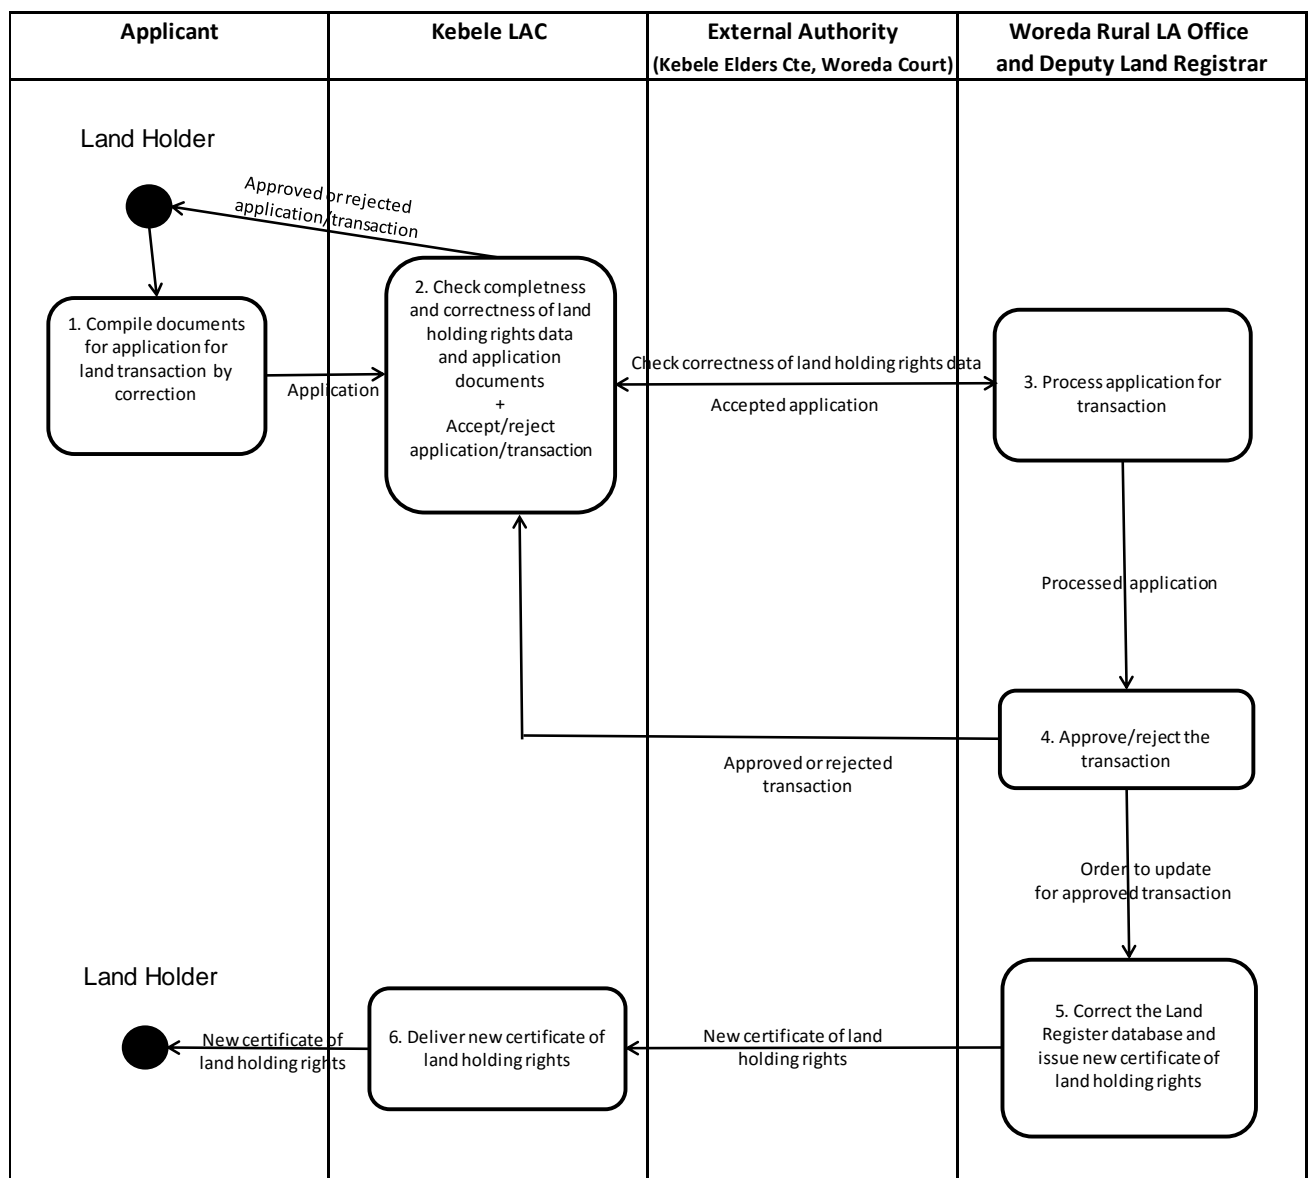 Applicant
Kebele LAC
External Authority
(Kebele Elders Cte, Woreda Court)
Woreda Rural LA Office
and Deputy Land Registrar
Land Holder
Approved or rejected
application/transaction
1. Compile documents
for application for
land transaction by
correction
Application
2. Check completness
and correctness of land
holding rights data
and application
documents
+
Accept/reject
application/transaction
Check correctness of land holding rights data
Accepted application
3. Process application for
transaction
Processed application
4. Approve/reject the
transaction
Approved or rejected
transaction
Order to update
for approved transaction
5. Correct the Land
Register database and
issue new certificate of
land holding rights
New certificate of land
holding rights
6. Deliver new certificate of
land holding rights
New certificate of
land holding rights
Land Holder